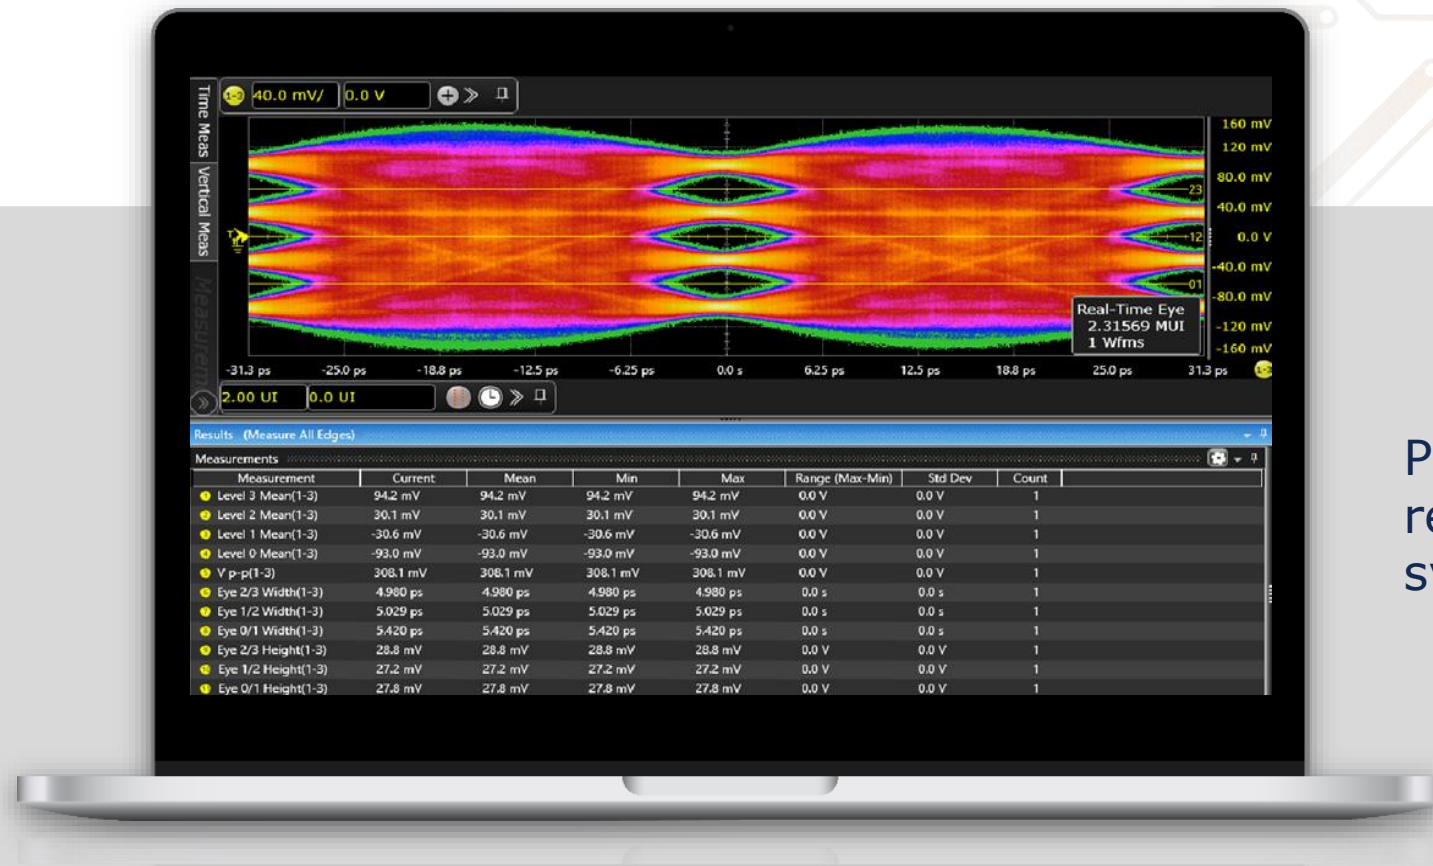 Time Meas
Vertical Meas
Measurem
1-3 40.0 mV/ 0.0 V
160 mV
120 mV
80.0 mV
40.0 mV
0.0 V
-40.0 mV
-80.0 mV
-120 mV
-160 mV
23
12
01
T
Real-Time Eye
2.31569 MUI
1 Wfms
-31.3 ps -25.0 ps -18.8 ps -12.5 ps -6.25 ps 0.0 s 6.25 ps 12.5 ps 18.8 ps 25.0 ps 31.3 ps 1-3
2.00 UI 0.0 UI
Results (Measure All Edges)
Measurements
Measurement Current Mean Min Max Range (Max-Min) Std Dev Count
1 Level 3 Mean(1-3) 94.2 mV 94.2 mV 94.2 mV 94.2 mV 0.0 V 0.0 V 1
2 Level 2 Mean(1-3) 30.1 mV 30.1 mV 30.1 mV 30.1 mV 0.0 V 0.0 V 1
3 Level 1 Mean(1-3) -30.6 mV -30.6 mV -30.6 mV -30.6 mV 0.0 V 0.0 V 1
4 Level 0 Mean(1-3) -93.0 mV -93.0 mV -93.0 mV -93.0 mV 0.0 V 0.0 V 1
5 V p-p(1-3) 308.1 mV 308.1 mV 308.1 mV 308.1 mV 0.0 V 0.0 V 1
6 Eye 2/3 Width(1-3) 4.980 ps 4.980 ps 4.980 ps 4.980 ps 0.0 s 0.0 s 1
7 Eye 1/2 Width(1-3) 5.029 ps 5.029 ps 5.029 ps 5.029 ps 0.0 s 0.0 s 1
8 Eye 0/1 Width(1-3) 5.420 ps 5.420 ps 5.420 ps 5.420 ps 0.0 s 0.0 s 1
9 Eye 2/3 Height(1-3) 28.8 mV 28.8 mV 28.8 mV 28.8 mV 0.0 V 0.0 V 1
10 Eye 1/2 Height(1-3) 27.2 mV 27.2 mV 27.2 mV 27.2 mV 0.0 V 0.0 V 1
11 Eye 0/1 Height(1-3) 27.8 mV 27.8 mV 27.8 mV 27.8 mV 0.0 V 0.0 V 1
P
re